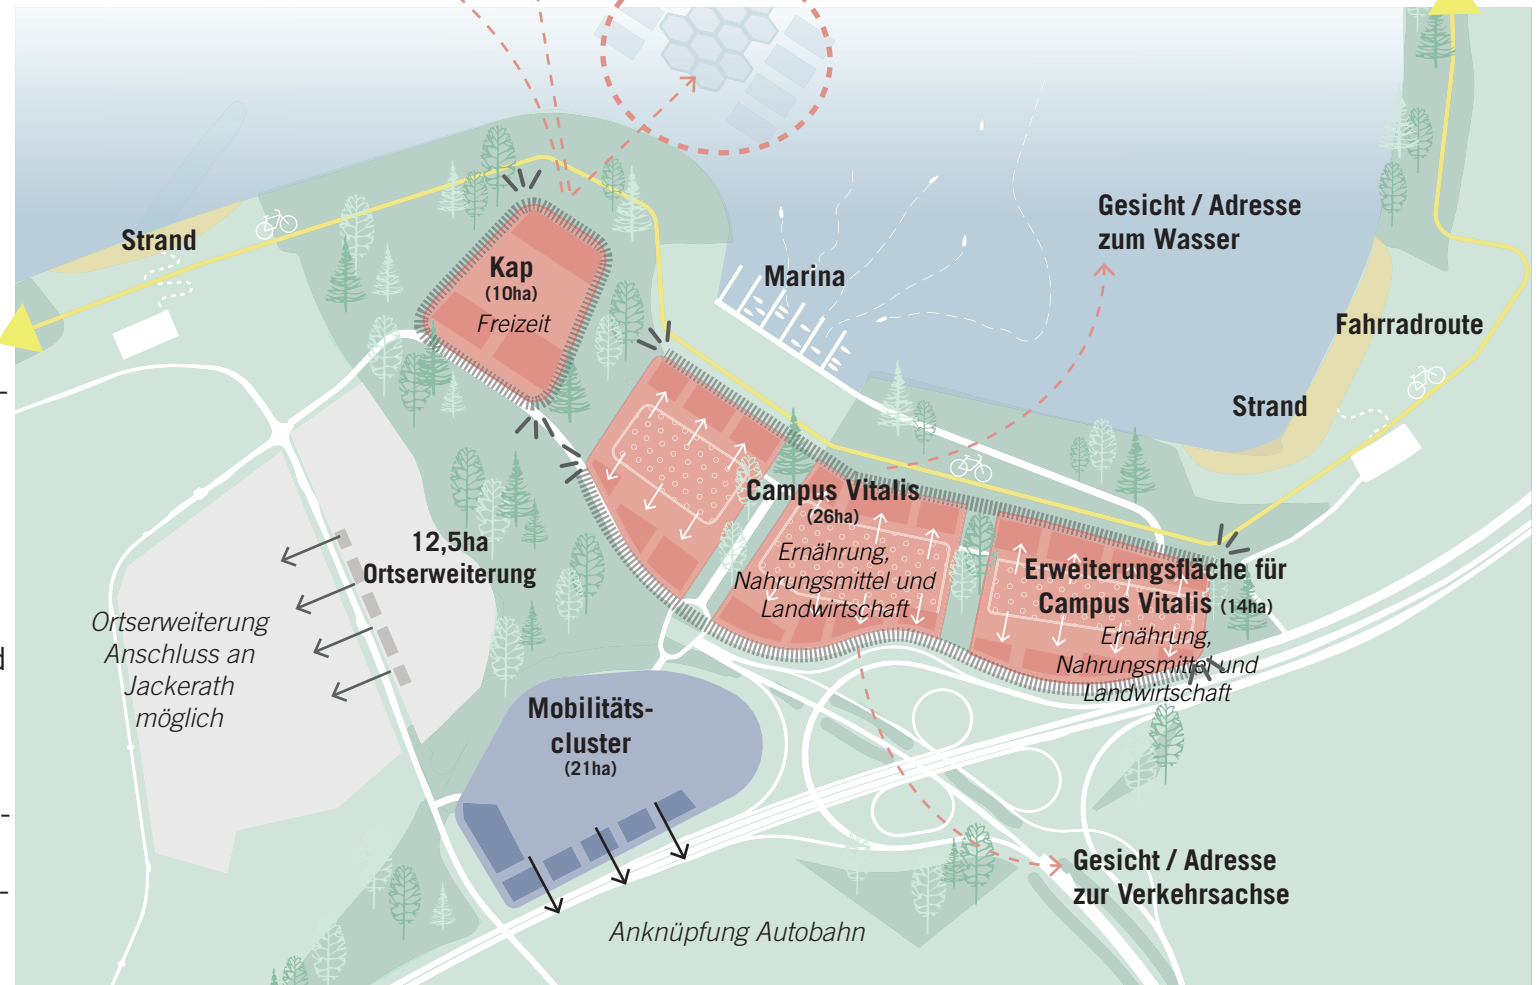 Gesicht / Adresse
zum Wasser
Strand
Kap
(10ha)
Freizeit
Marina
Fahrradroute
Strand
Campus Vitalis
(26ha)
Ernährung,
Nahrungsmittel und
Landwirtschaft
12,5ha
Ortserweiterung
Erweiterungsfläche für
Campus Vitalis (14ha)
Ernährung,
Nahrungsmittel und
Landwirtschaft
Ortserweiterung
Anschluss an
Jackerath
möglich
Mobilitäts-
cluster
(21ha)
Gesicht / Adresse
zur Verkehrsachse
Anknüpfung Autobahn